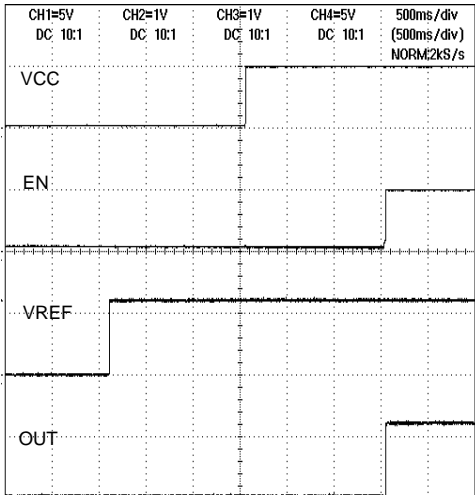 CH1=5V CH2=1V CH3=1V CH4=5V 500ms/div
DC 10:1 DC 10:1 DC 10:1 DC 10:1 (500ms/div)
NORM:2kS/s
VCC
EN
VREF
OUT